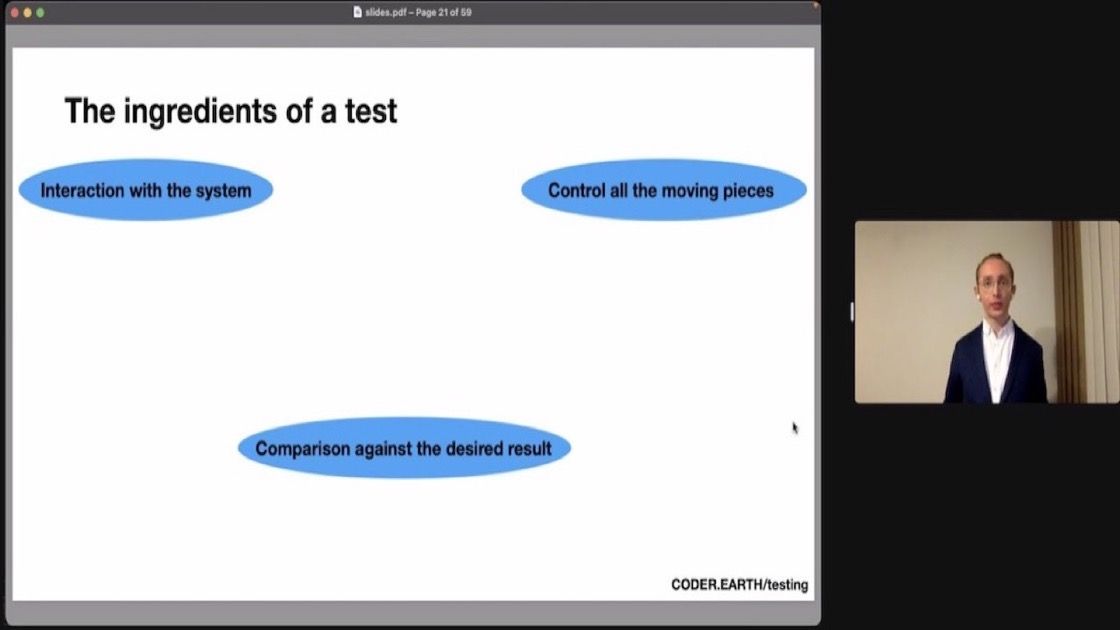 slides.pdf – Page 21 of 59
The ingredients of a test
Interaction with the system
Control all the moving pieces
Comparison against the desired result
CODER.EARTH/testing